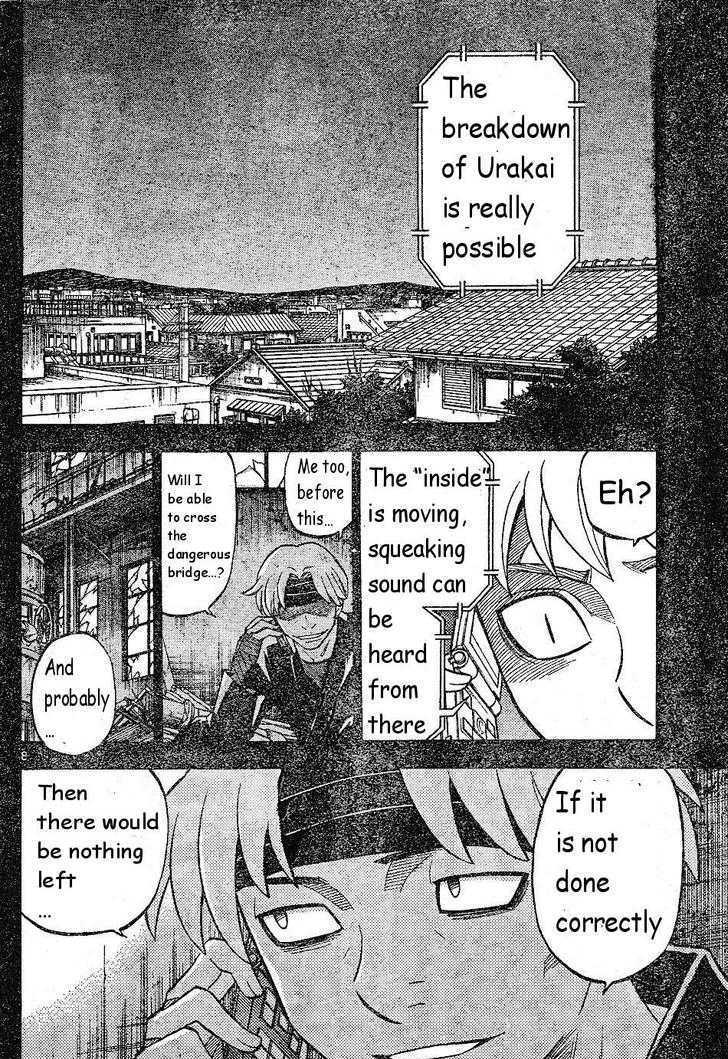 The
breakdown
of Urakai
is really
possible
Eh?
The “inside”
is moving,
squeaking
sound can
be
heard
from
there
Me too,
before
this...
Will I
be able
to cross
the
dangerous
bridge...?
And
probably
...
If it
is not
done
correctly
Then
there would
be nothing
left
...